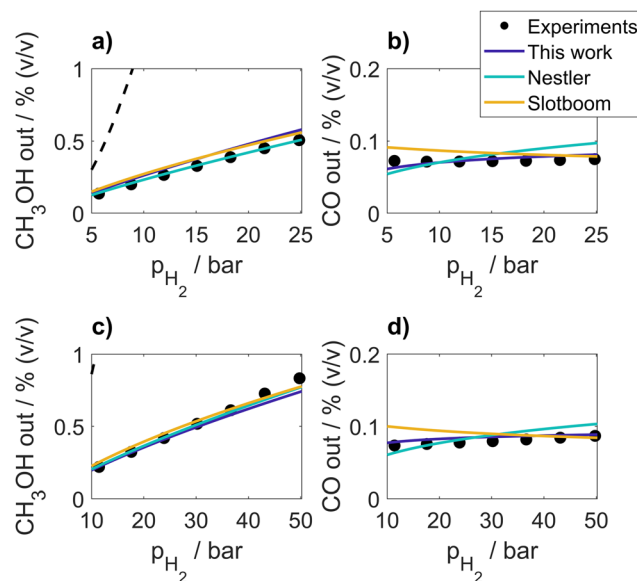 a)
CH3OH out / % (v/v)
1
0.5
0
5 10 15 20 25
pH2 / bar
b)
CO out / % (v/v)
0.2
0.1
0
5 10 15 20 25
pH2 / bar
Experiments
This work
Nestler
Slotboom
c)
CH3OH out / % (v/v)
1
0.5
0
10 20 30 40 50
pH2 / bar
d)
CO out / % (v/v)
0.2
0.1
0
10 20 30 40 50
pH2 / bar